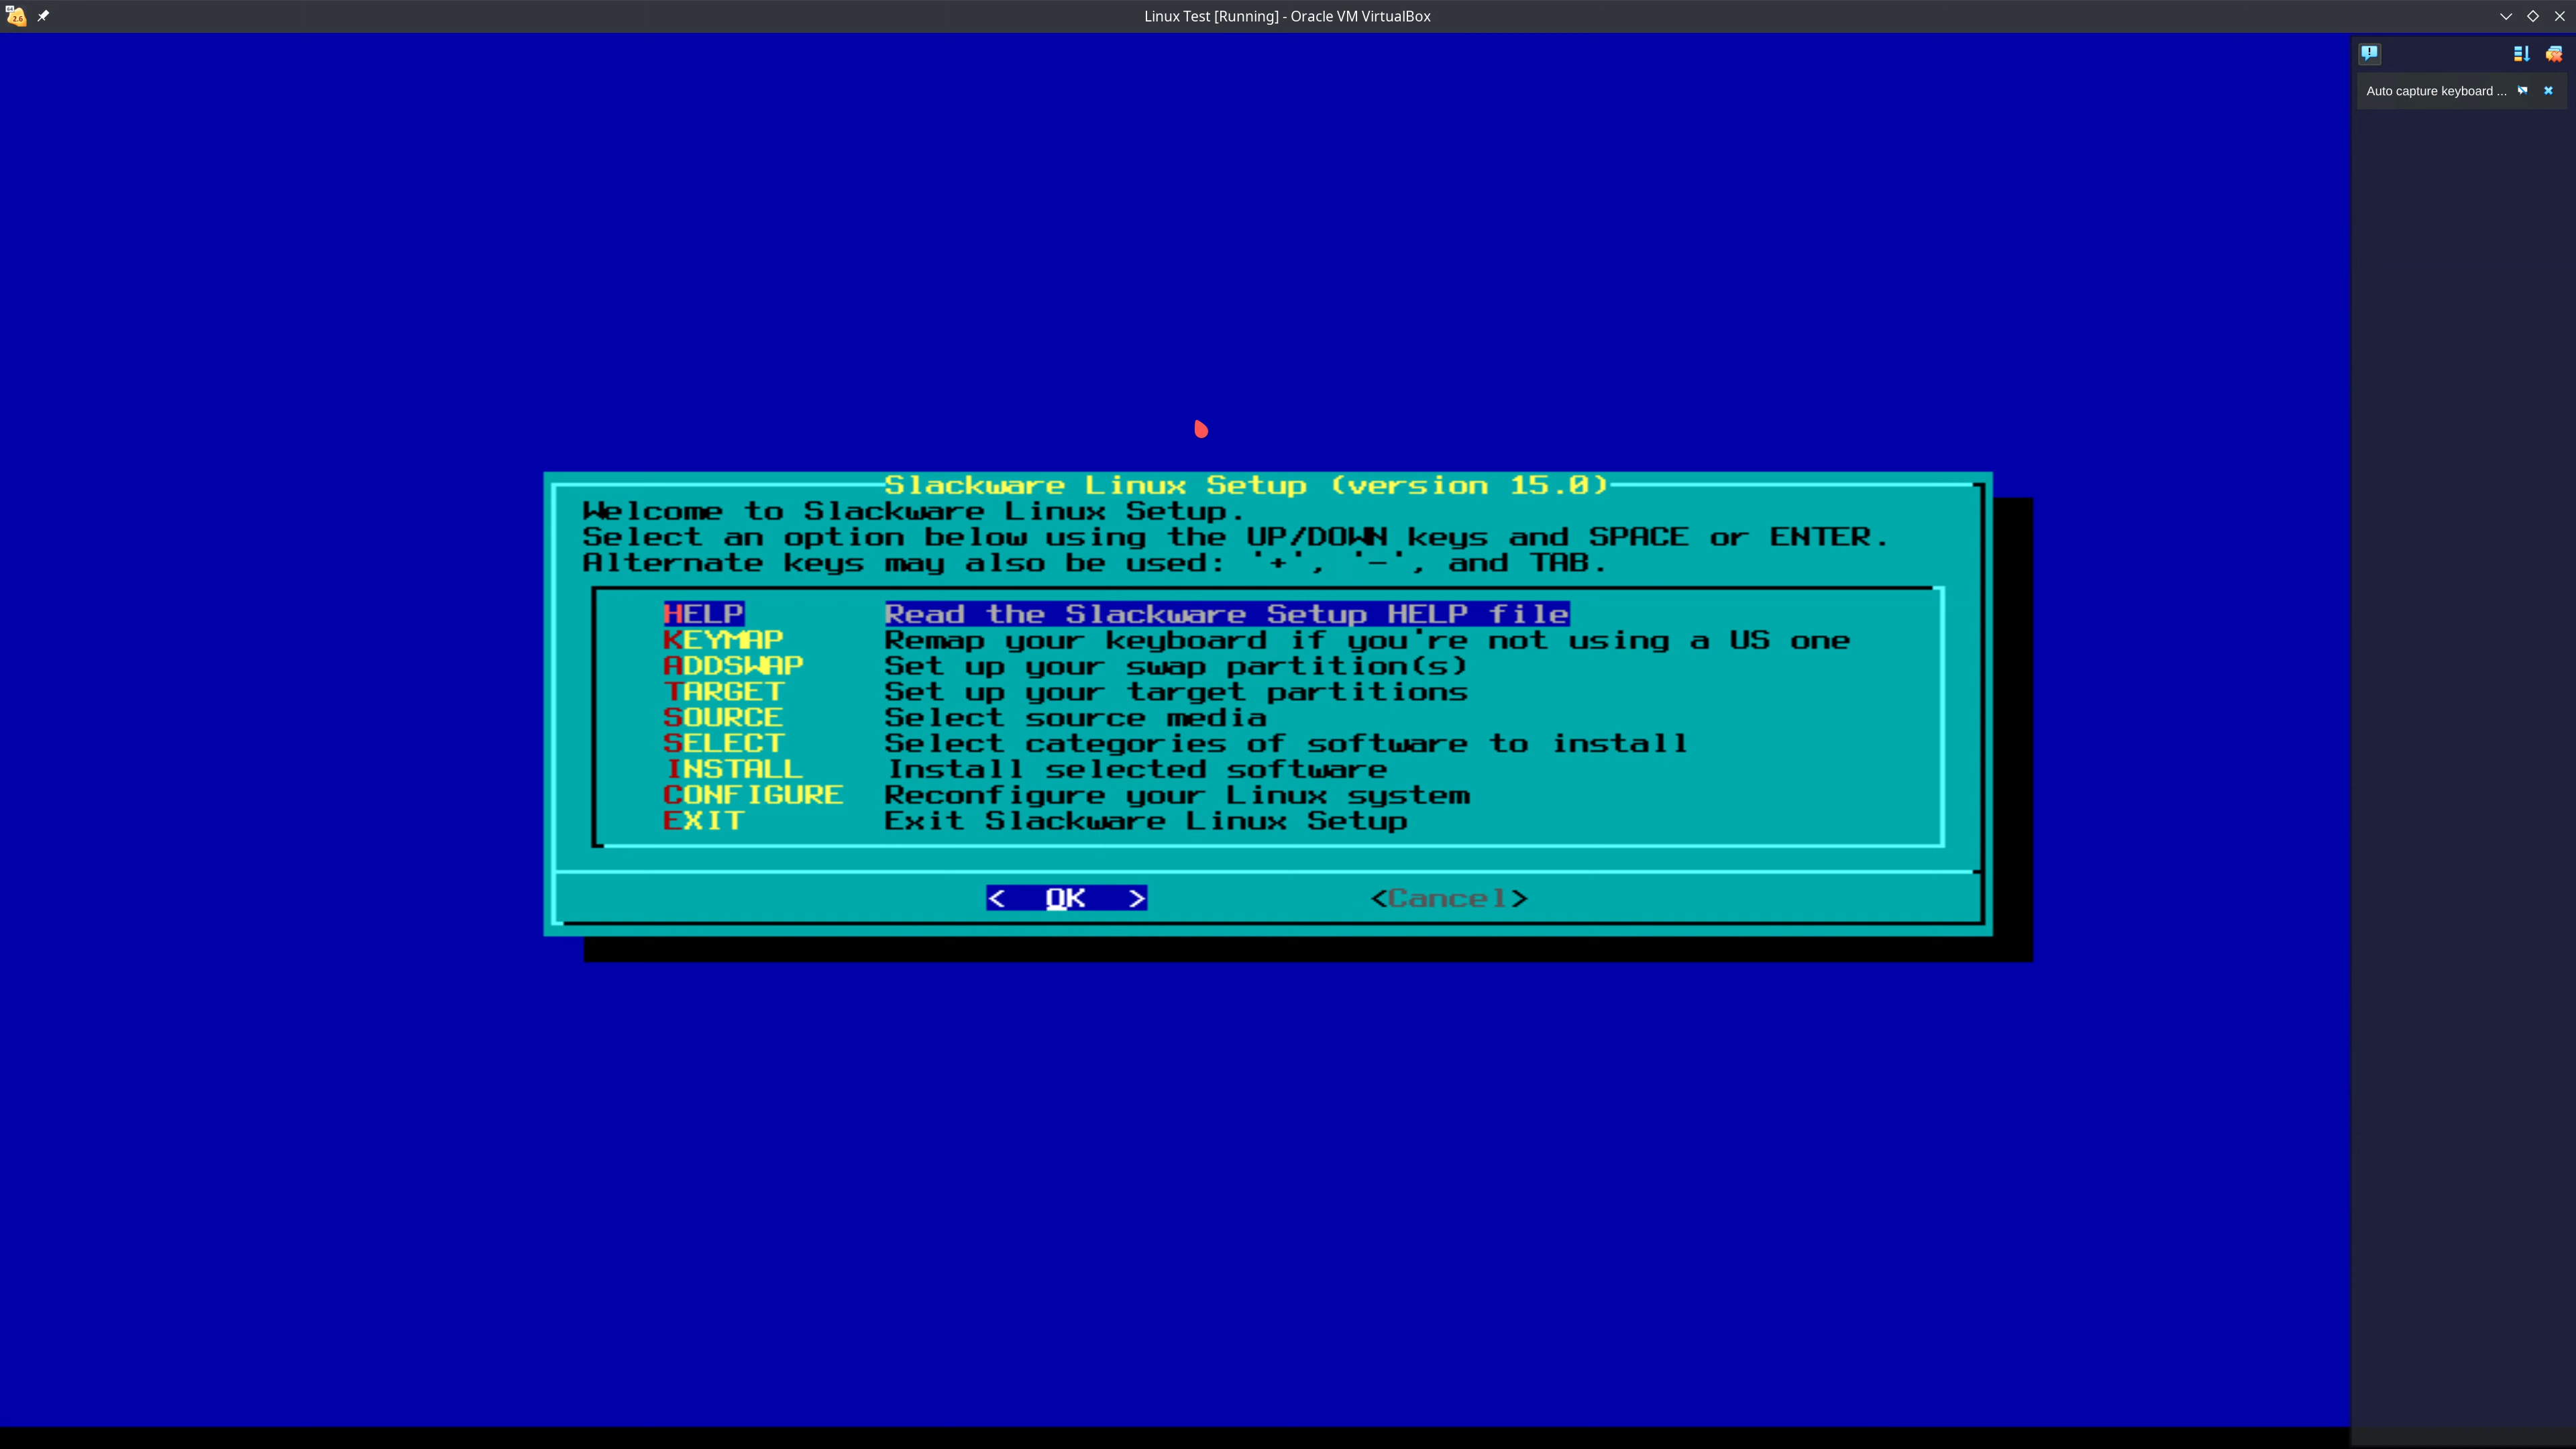 Linux Test [Running] - Oracle VM VirtualBox
64
2.6
Auto capture keyboard ...
Slackware Linux Setup (version 15.0)
Welcome to Slackware Linux Setup.
Select an option below using the UP/DOWN keys and SPACE or ENTER.
Alternate keys may also be used: '+', '-', and TAB.
HELP Read the Slackware Setup HELP file
KEYMAP Remap your keyboard if you're not using a US one
ADDSWAP Set up your swap partition(s)
TARGET Set up your target partitions
SOURCE Select source media
SELECT Select categories of software to install
INSTALL Install selected software
CONFIGURE Reconfigure your Linux system
EXIT Exit Slackware Linux Setup
< OK > <Cancel>